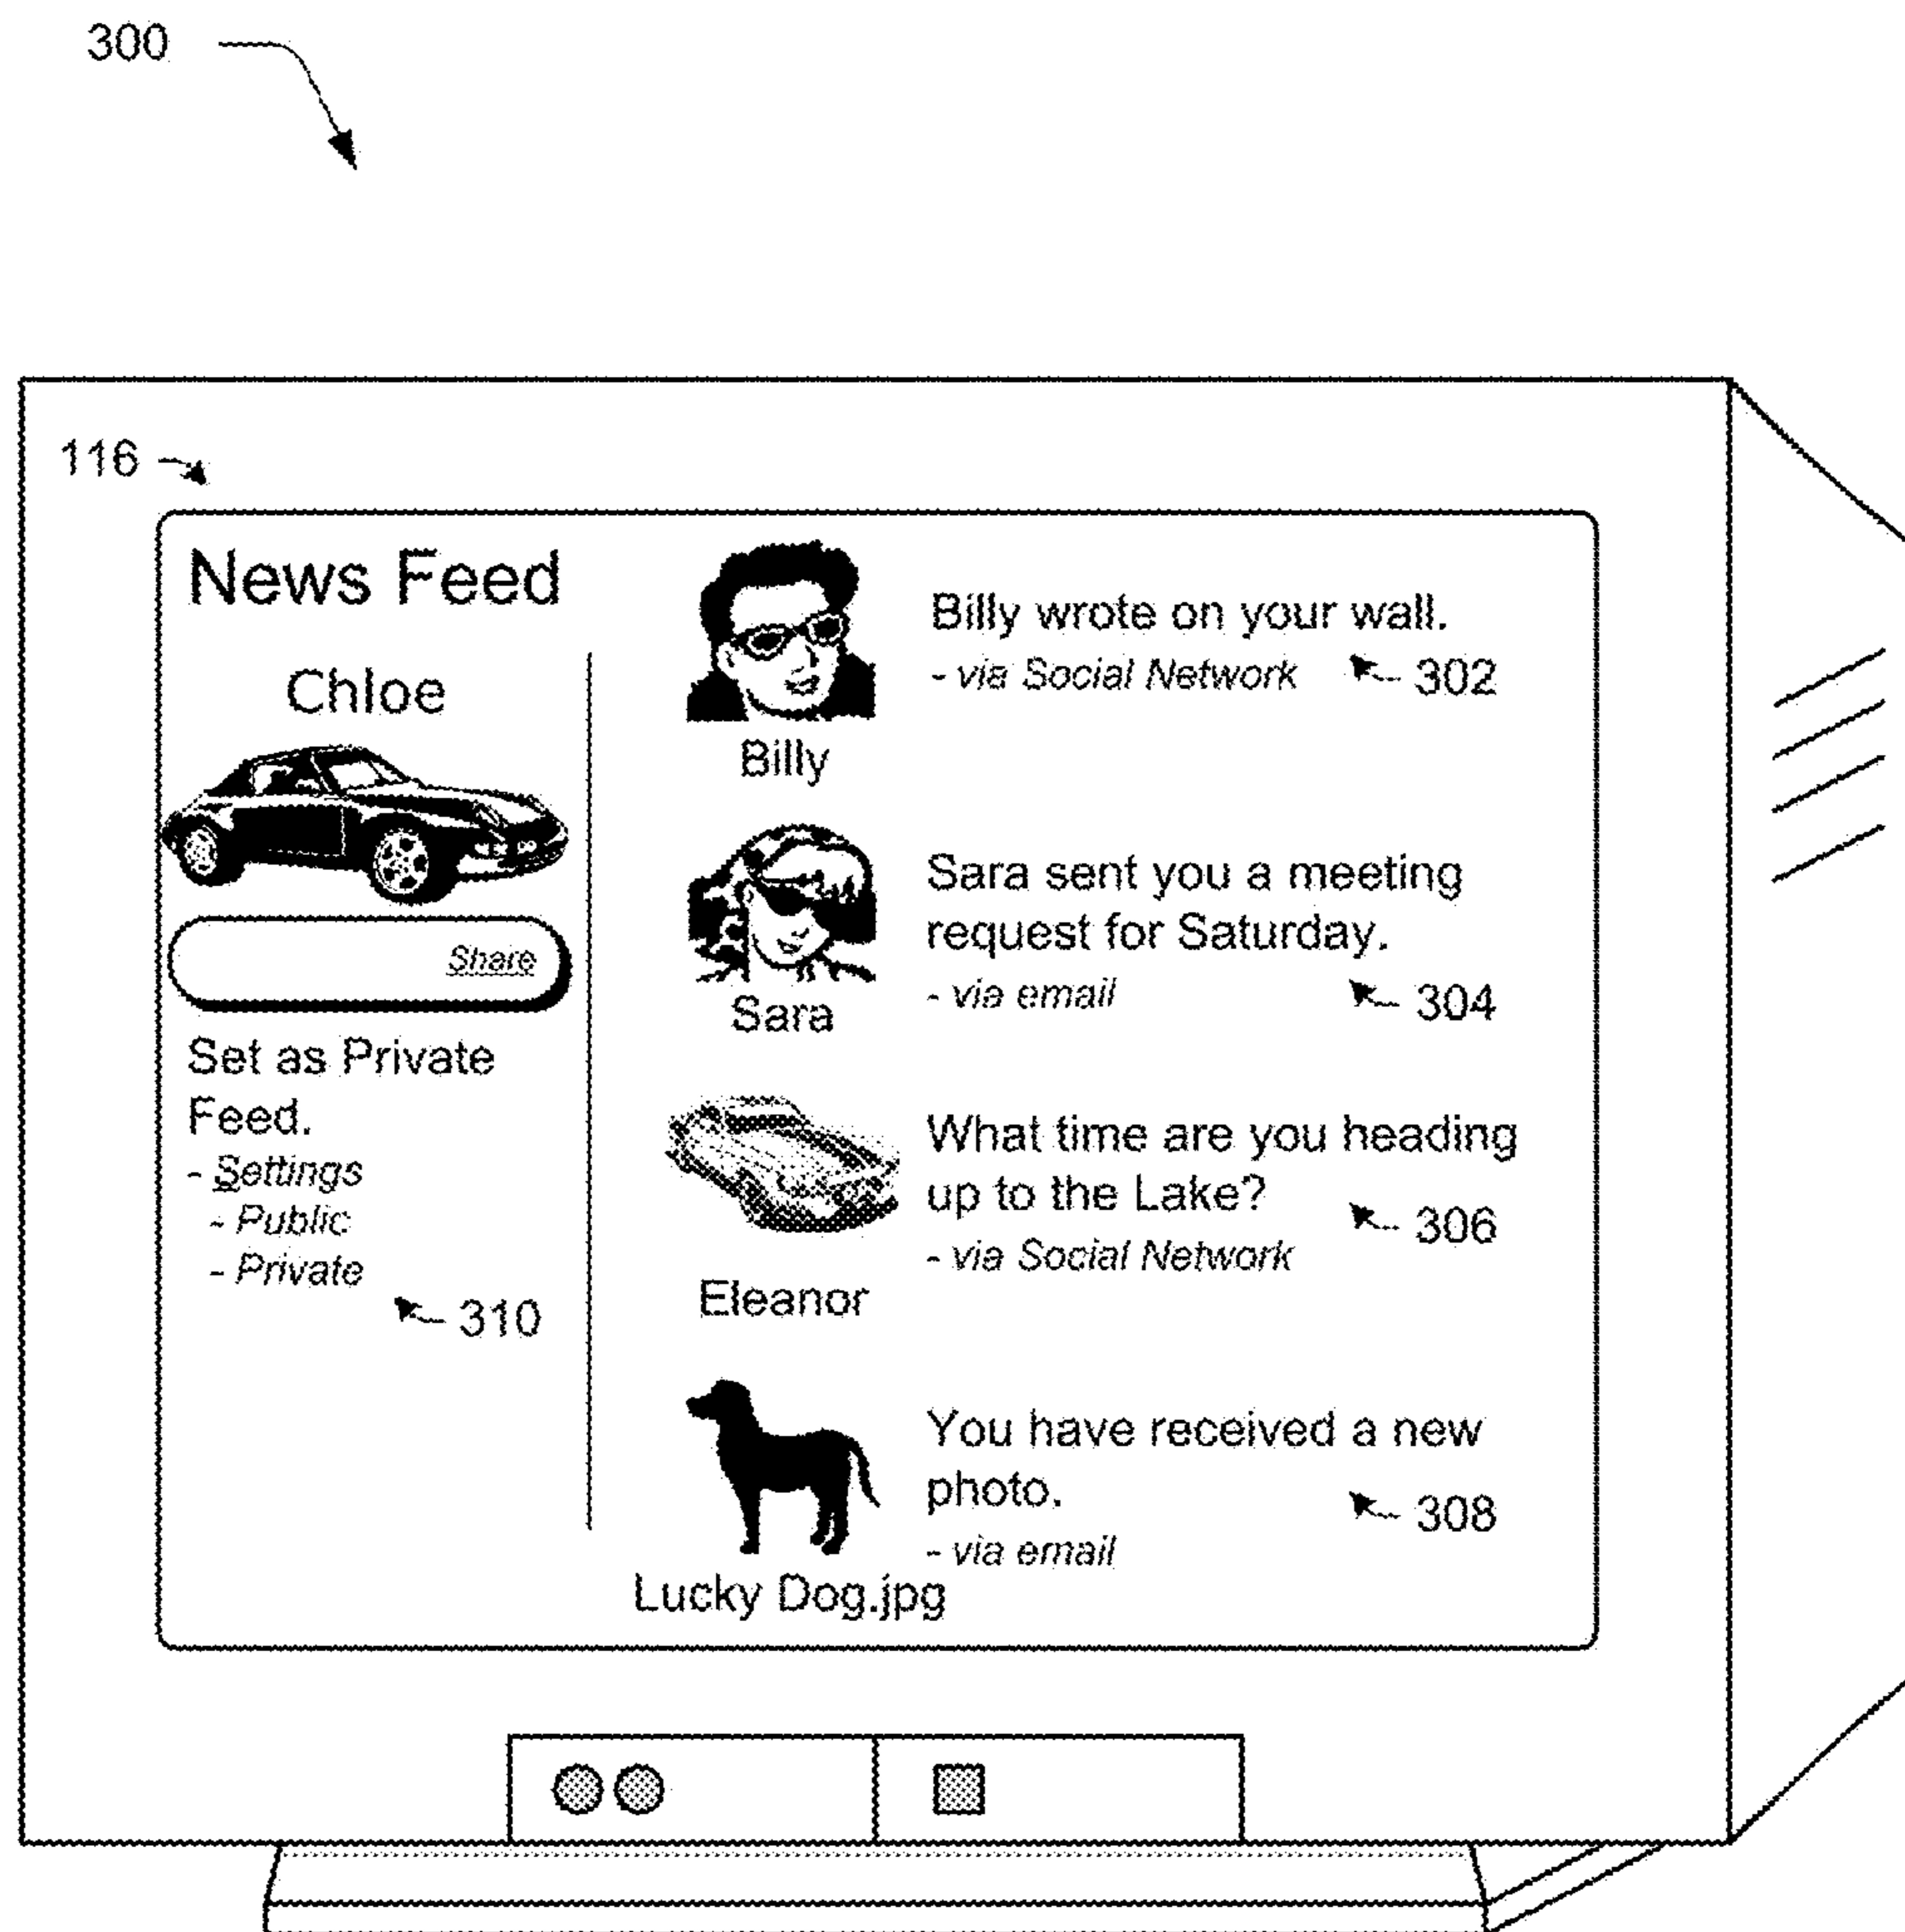 300
116
News Feed
Chloe
Share
Set as Private
Feed.
- Settings
- Public
- Private
310
Billy wrote on your wall.
- via Social Network
302
Billy
Sara sent you a meeting
request for Saturday.
- via email
304
Sara
What time are you heading
up to the Lake?
306
- via Social Network
Eleanor
You have received a new
photo.
308
- via email
Lucky Dog.jpg